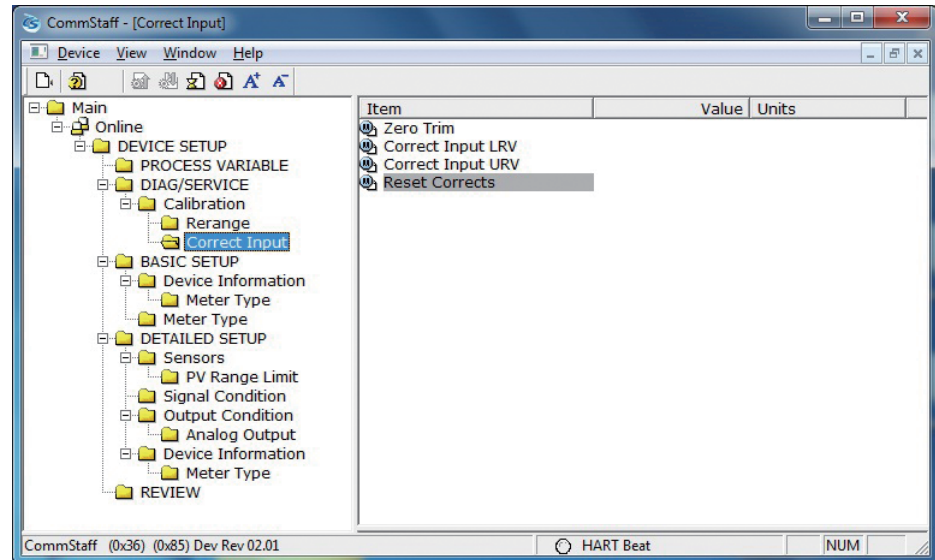 CommStaff - [Correct Input]
Device View Window Help
Main
Online
DEVICE SETUP
PROCESS VARIABLE
DIAG/SERVICE
Calibration
Rerange
Correct Input
BASIC SETUP
Device Information
Meter Type
Meter Type
DETAILED SETUP
Sensors
PV Range Limit
Signal Condition
Output Condition
Analog Output
Device Information
Meter Type
REVIEW
Item Value Units
Zero Trim
Correct Input LRV
Correct Input URV
Reset Corrects
CommStaff (0x36) (0x85) Dev Rev 02.01 HART Beat NUM